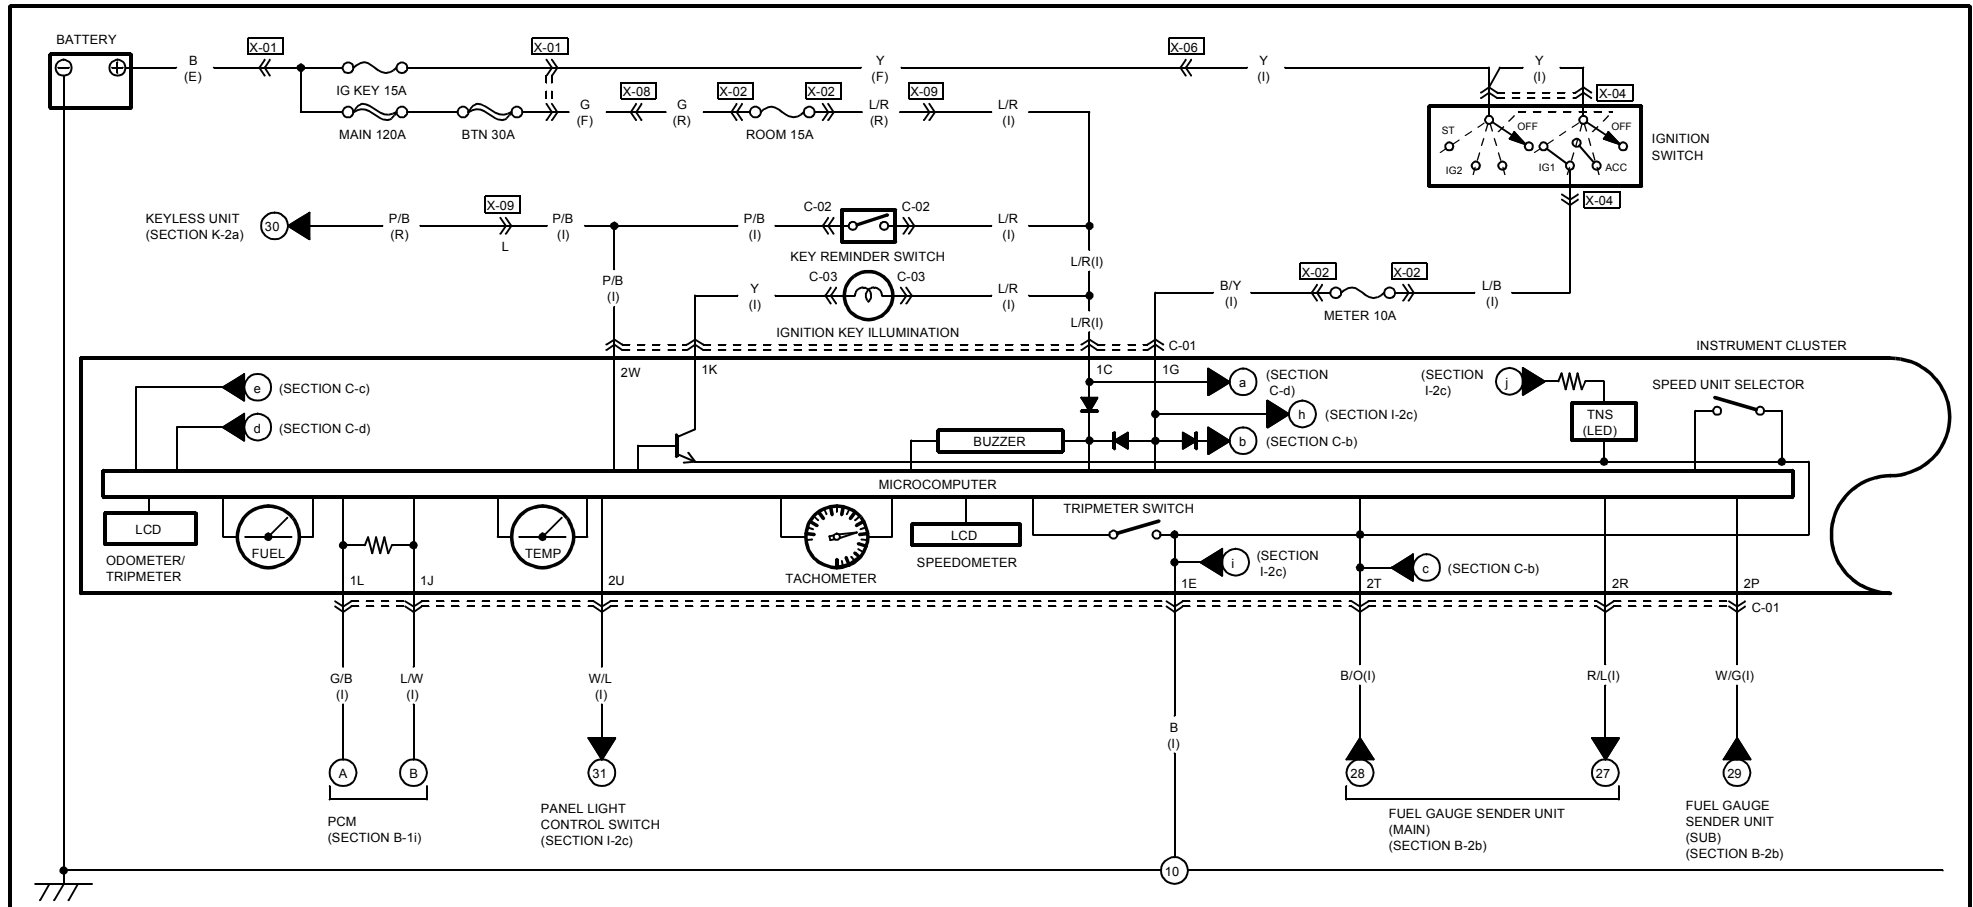 BATTERY
B
(E)
X-01
X-01
Y
(F)
X-06
Y
(I)
Y
(I)
IG KEY 15A
G
(F)
X-08
G
(R)
X-02
X-02
L/R
(R)
X-09
L/R
(I)
X-04
MAIN 120A
BTN 30A
ROOM 15A
ST
OFF
OFF
IG2
IG1
ACC
IGNITION
SWITCH
X-04
KEYLESS UNIT
(SECTION K-2a)
30
P/B
(R)
X-09
L
P/B
(I)
P/B
(I)
C-02
C-02
L/R
(I)
KEY REMINDER SWITCH
P/B
(I)
L/R(I)
Y
(I)
C-03
C-03
L/R
(I)
IGNITION KEY ILLUMINATION
L/R(I)
B/Y
(I)
X-02
X-02
L/B
(I)
METER 10A
C-01
INSTRUMENT CLUSTER
2W
1K
1C
1G
e
(SECTION C-c)
d
(SECTION C-d)
a
(SECTION
C-d)
h
(SECTION I-2c)
b
(SECTION C-b)
(SECTION
I-2c)
j
TNS
(LED)
SPEED UNIT SELECTOR
BUZZER
MICROCOMPUTER
LCD
ODOMETER/
TRIPMETER
FUEL
TEMP
TACHOMETER
LCD
SPEEDOMETER
TRIPMETER SWITCH
i
(SECTION
I-2c)
c
(SECTION C-b)
1L
1J
2U
1E
2T
2R
2P
C-01
G/B
(I)
L/W
(I)
W/L
(I)
B
(I)
B/O(I)
R/L(I)
W/G(I)
A
B
31
28
27
29
PCM
(SECTION B-1i)
PANEL LIGHT
CONTROL SWITCH
(SECTION I-2c)
FUEL GAUGE SENDER UNIT
(MAIN)
(SECTION B-2b)
FUEL GAUGE
SENDER UNIT
(SUB)
(SECTION B-2b)
10